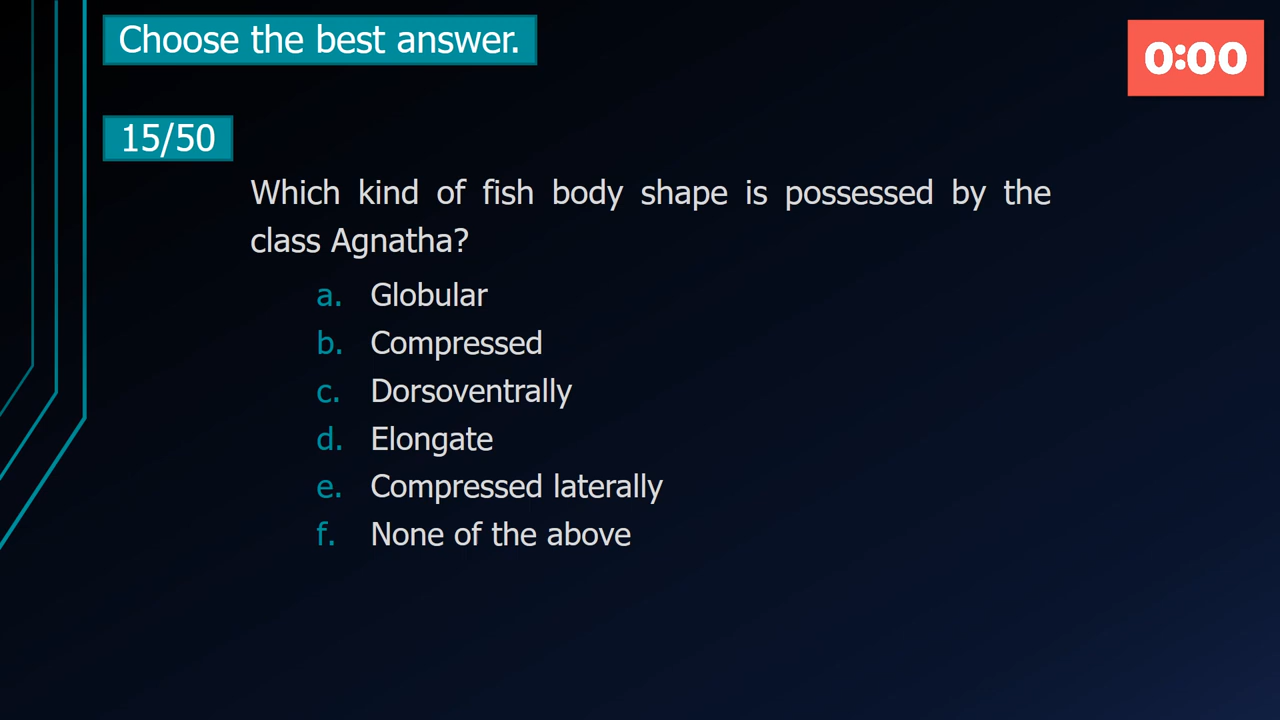 Choose the best answer.
0:00
15/50
Which kind of fish body shape is possessed by the
class Agnatha?
a. Globular
b. Compressed
c. Dorsoventrally
d. Elongate
e. Compressed laterally
f. None of the above